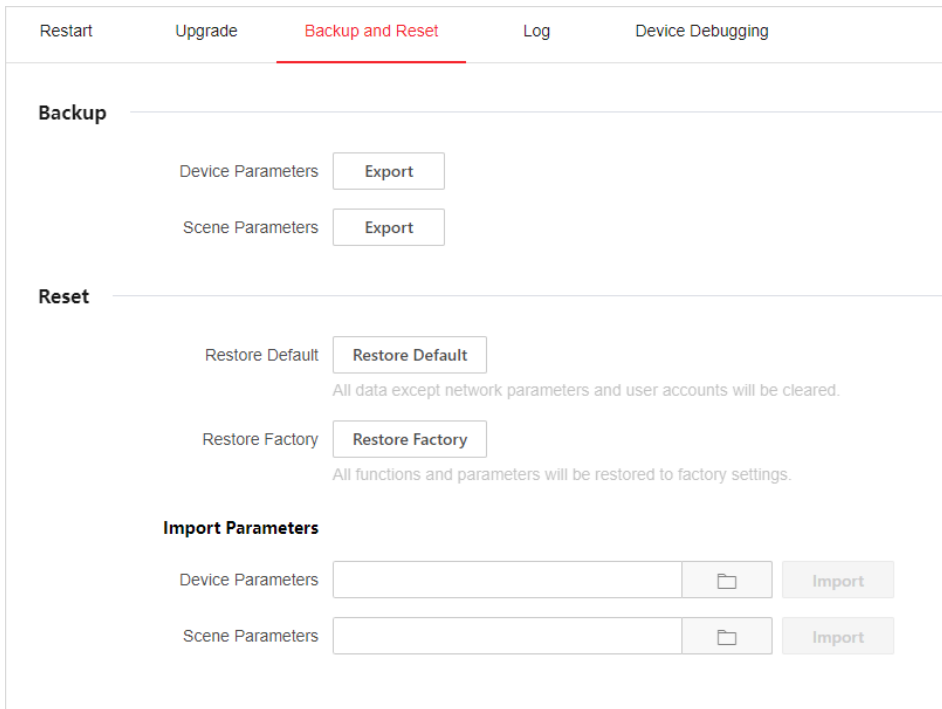 Restart Upgrade Backup and Reset Log Device Debugging
Backup
Device Parameters Export
Scene Parameters Export
Reset
Restore Default Restore Default
All data except network parameters and user accounts will be cleared.
Restore Factory Restore Factory
All functions and parameters will be restored to factory settings.
Import Parameters
Device Parameters Import
Scene Parameters Import